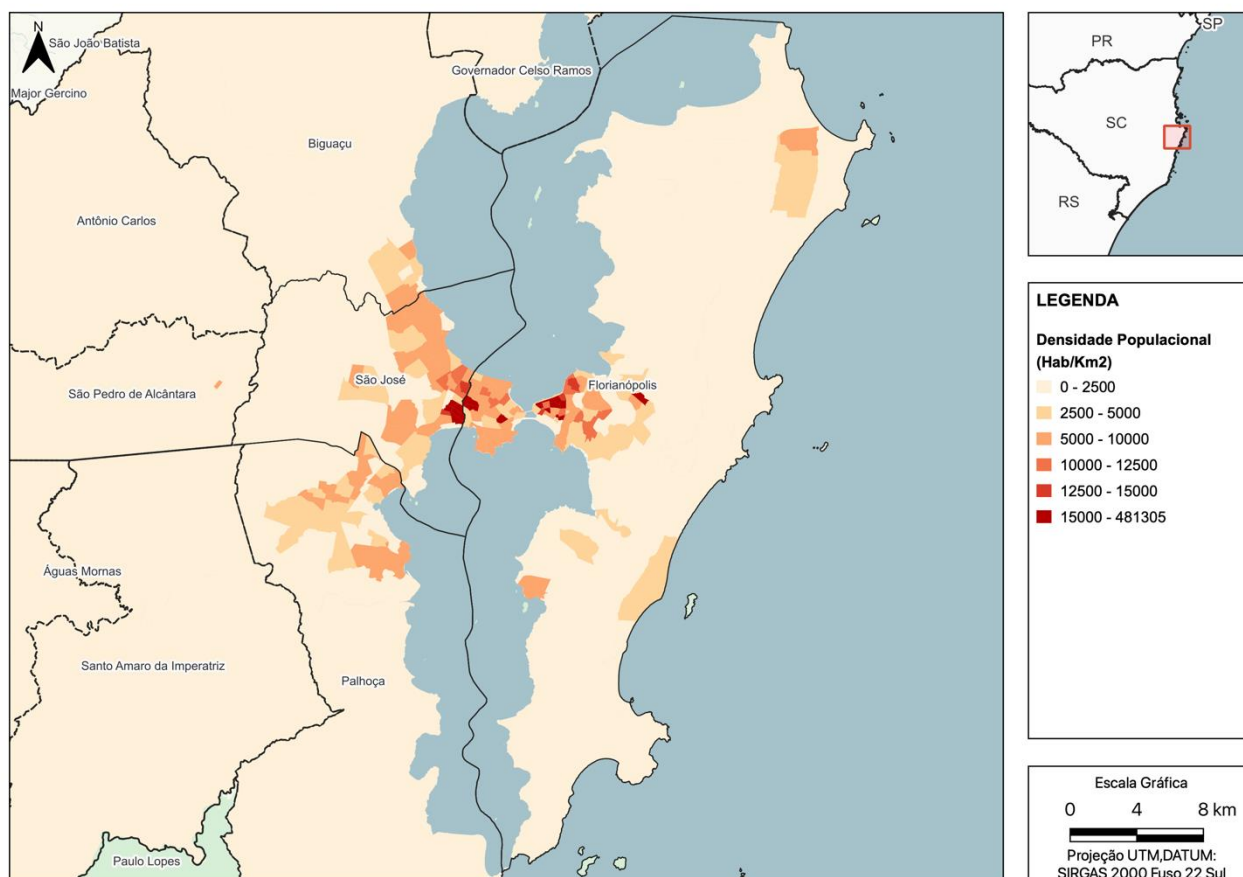 N
São João Batista
Major Gercino
Governador Celso Ramos
Biguaçu
Antônio Carlos
São Pedro de Alcântara
São José
Florianópolis
Águas Mornas
Santo Amaro da Imperatriz
Palhoça
Paulo Lopes
SP
PR
SC
RS
LEGENDA
Densidade Populacional
(Hab/Km2)
0 - 2500
2500 - 5000
5000 - 10000
10000 - 12500
12500 - 15000
15000 - 481305
Escala Gráfica
0 4 8 km
Projeção UTM,DATUM:
SIRGAS 2000 Fuso 22 Sul